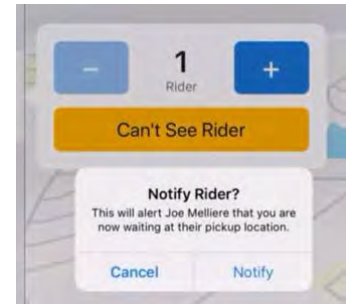 − 1 +
Rider
Can't See Rider
Notify Rider?
This will alert Joe Melliere that you are
now waiting at their pickup location.
Cancel Notify